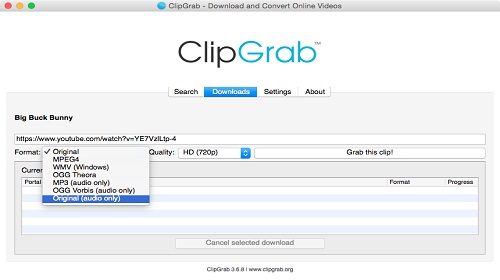 ClipGrab - Download and Convert Online Videos
ClipGrab™
Search Downloads Settings About
Big Buck Bunny
https://www.youtube.com/watch?v=YE7VzlLtp-4
Format: ✓ Original Quality: HD (720p) Grab this clip!
MPEG4
WMV (Windows)
OGG Theora
MP3 (audio only)
OGG Vorbis (audio only)
Original (audio only)
Curre
Portal Format Progress
Cancel selected download
ClipGrab 3.6.6 | www.clipgrab.org